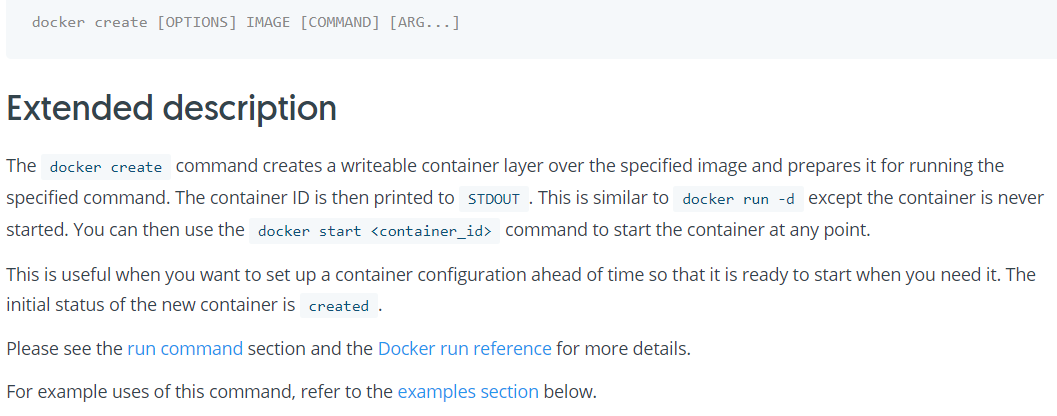 docker create [OPTIONS] IMAGE [COMMAND] [ARG...]
Extended description
The docker create command creates a writeable container layer over the specified image and prepares it for running the
specified command. The container ID is then printed to STDOUT . This is similar to docker run -d except the container is never
started. You can then use the docker start <container_id> command to start the container at any point.
This is useful when you want to set up a container configuration ahead of time so that it is ready to start when you need it. The
initial status of the new container is created .
Please see the run command section and the Docker run reference for more details.
For example uses of this command, refer to the examples section below.